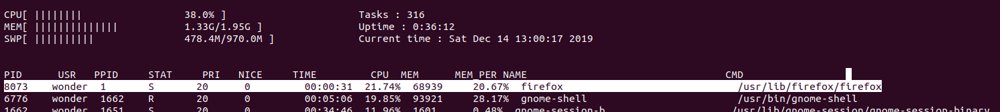 CPU[ |||||||| 38.0% ] Tasks : 316
MEM[ |||||||||||||| 1.33G/1.95G ] Uptime : 0:36:12
SWP[ |||||||||| 478.4M/970.0M ] Current time : Sat Dec 14 13:00:17 2019
PID USR PPID STAT PRI NICE TIME CPU MEM MEM_PER NAME CMD
8073 wonder 1 S 20 0 00:00:31 21.74% 68939 20.67% firefox /usr/lib/firefox/firefox
6776 wonder 1662 R 20 0 00:05:06 19.85% 93921 28.17% gnome-shell /usr/bin/gnome-shell
1662 wonder 1651 S 20 0 00:34:46 11.96% 1601 0.48% gnome-session-b /usr/lib/gnome-session/gnome-session-binary